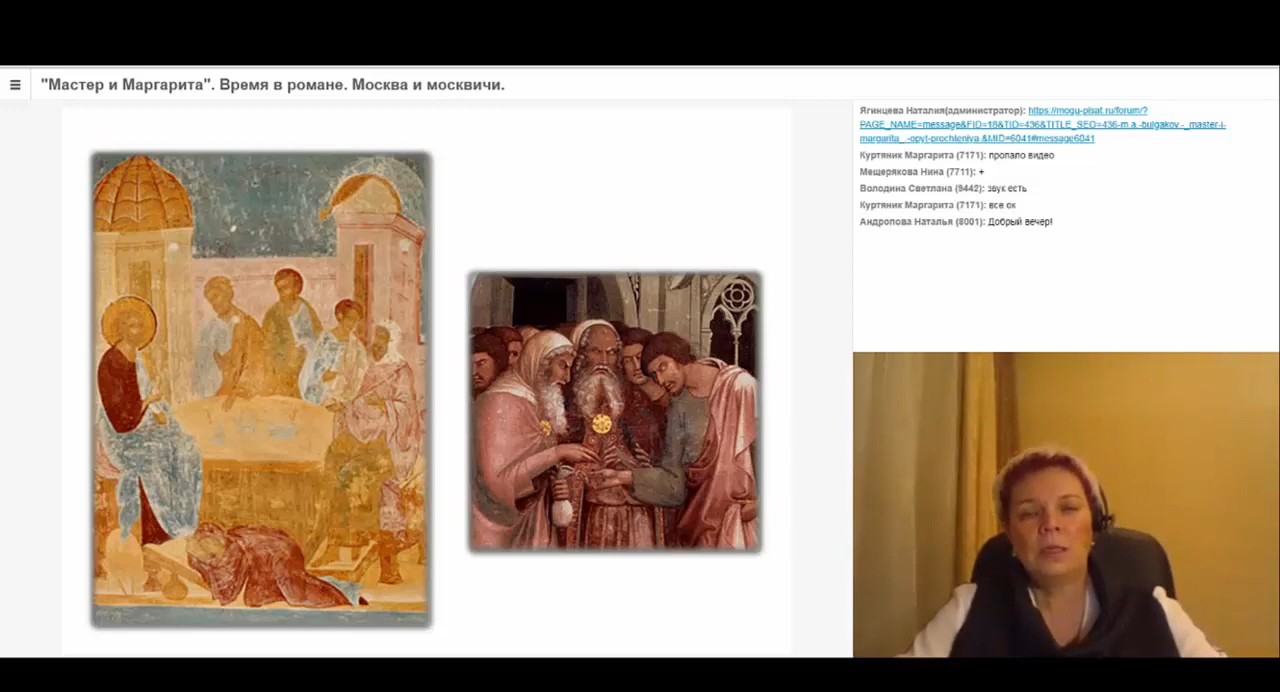 "Мастер и Маргарита". Время в романе. Москва и москвичи.
Ягинцева Наталия(администратор): https://mogu-pisat.ru/forum/?
PAGE_NAME=message&FID=18&TID=436&TITLE_SEO=436-m.a.-bulgakov.-_master-i-
margarita_.-opyt-prochteniya.&MID=6041#message6041
Куртяник Маргарита (7171): пропало видео
Мещерякова Нина (7711): +
Володина Светлана (9442): звук есть
Куртяник Маргарита (7171): все ок
Андропова Наталья (8001): Добрый вечер!